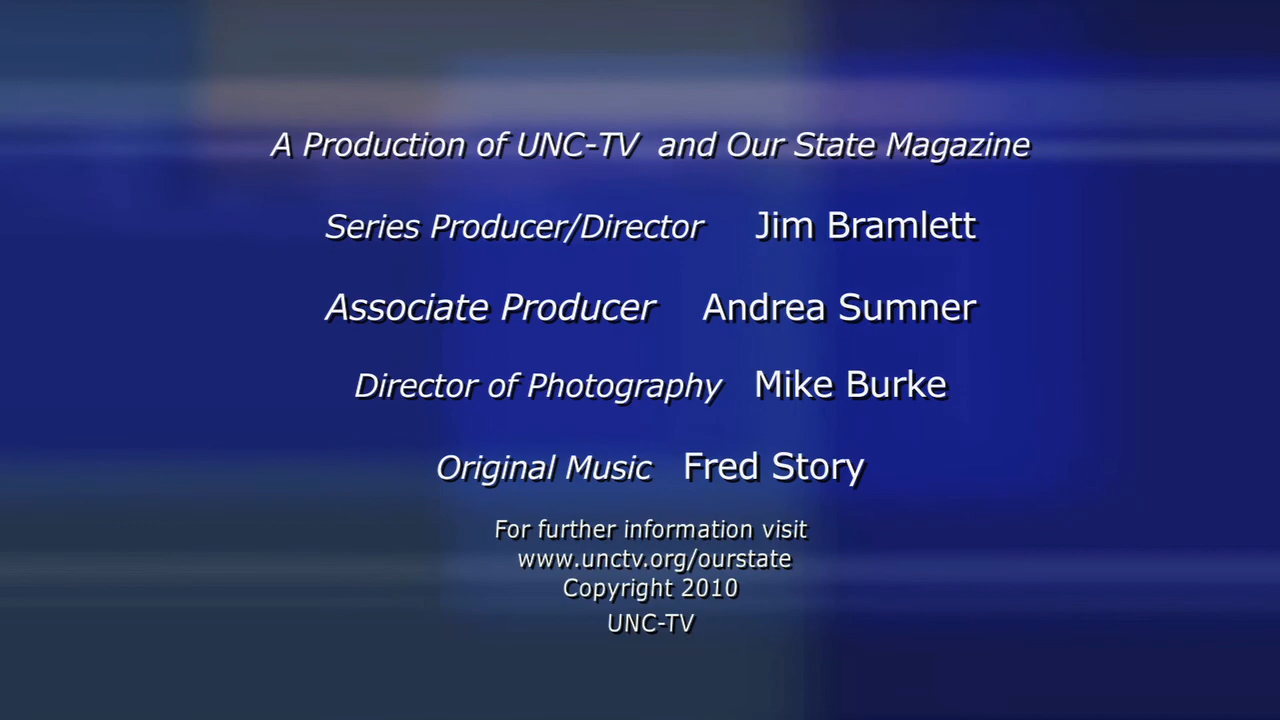 A Production of UNC-TV and Our State Magazine
Series Producer/Director Jim Bramlett
Associate Producer Andrea Sumner
Director of Photography Mike Burke
Original Music Fred Story
For further information visit
www.unctv.org/ourstate
Copyright 2010
UNC-TV